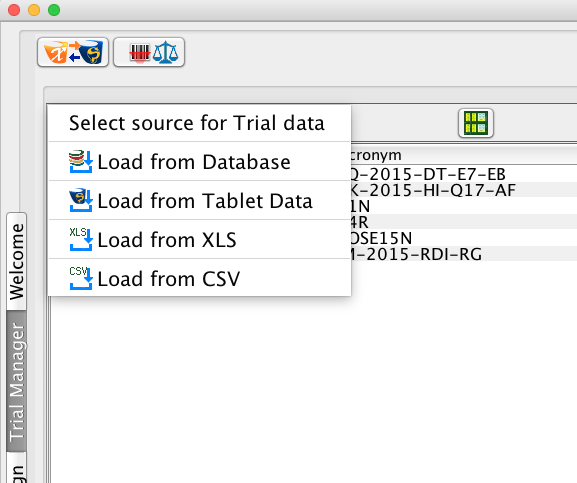 Select source for Trial data
Load from Database
Load from Tablet Data
XLS
Load from XLS
CSV
Load from CSV
cronym
Q-2015-DT-E7-EB
K-2015-HI-Q17-AF
1N
4R
OSE15N
M-2015-RDI-RG
Welcome
Trial Manager
gn